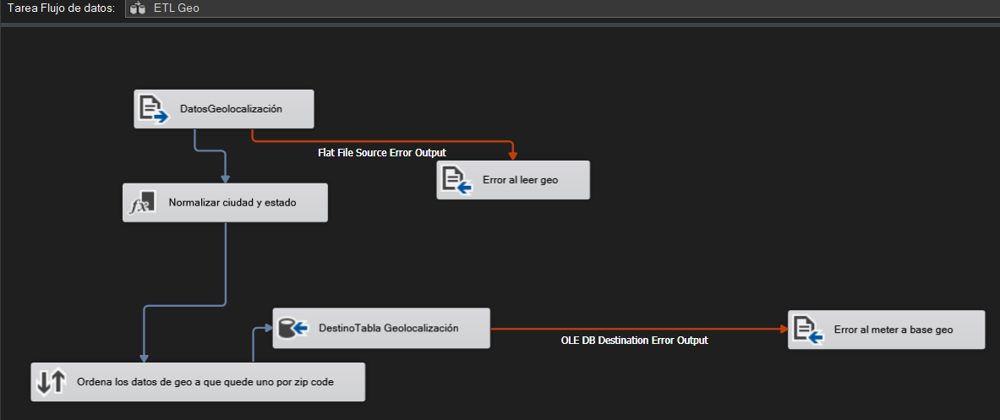 Tarea Flujo de datos: ETL Geo
DatosGeolocalización
Flat File Source Error Output
Error al leer geo
Normalizar ciudad y estado
DestinoTabla Geolocalización
OLE DB Destination Error Output
Error al meter a base geo
Ordena los datos de geo a que quede uno por zip code